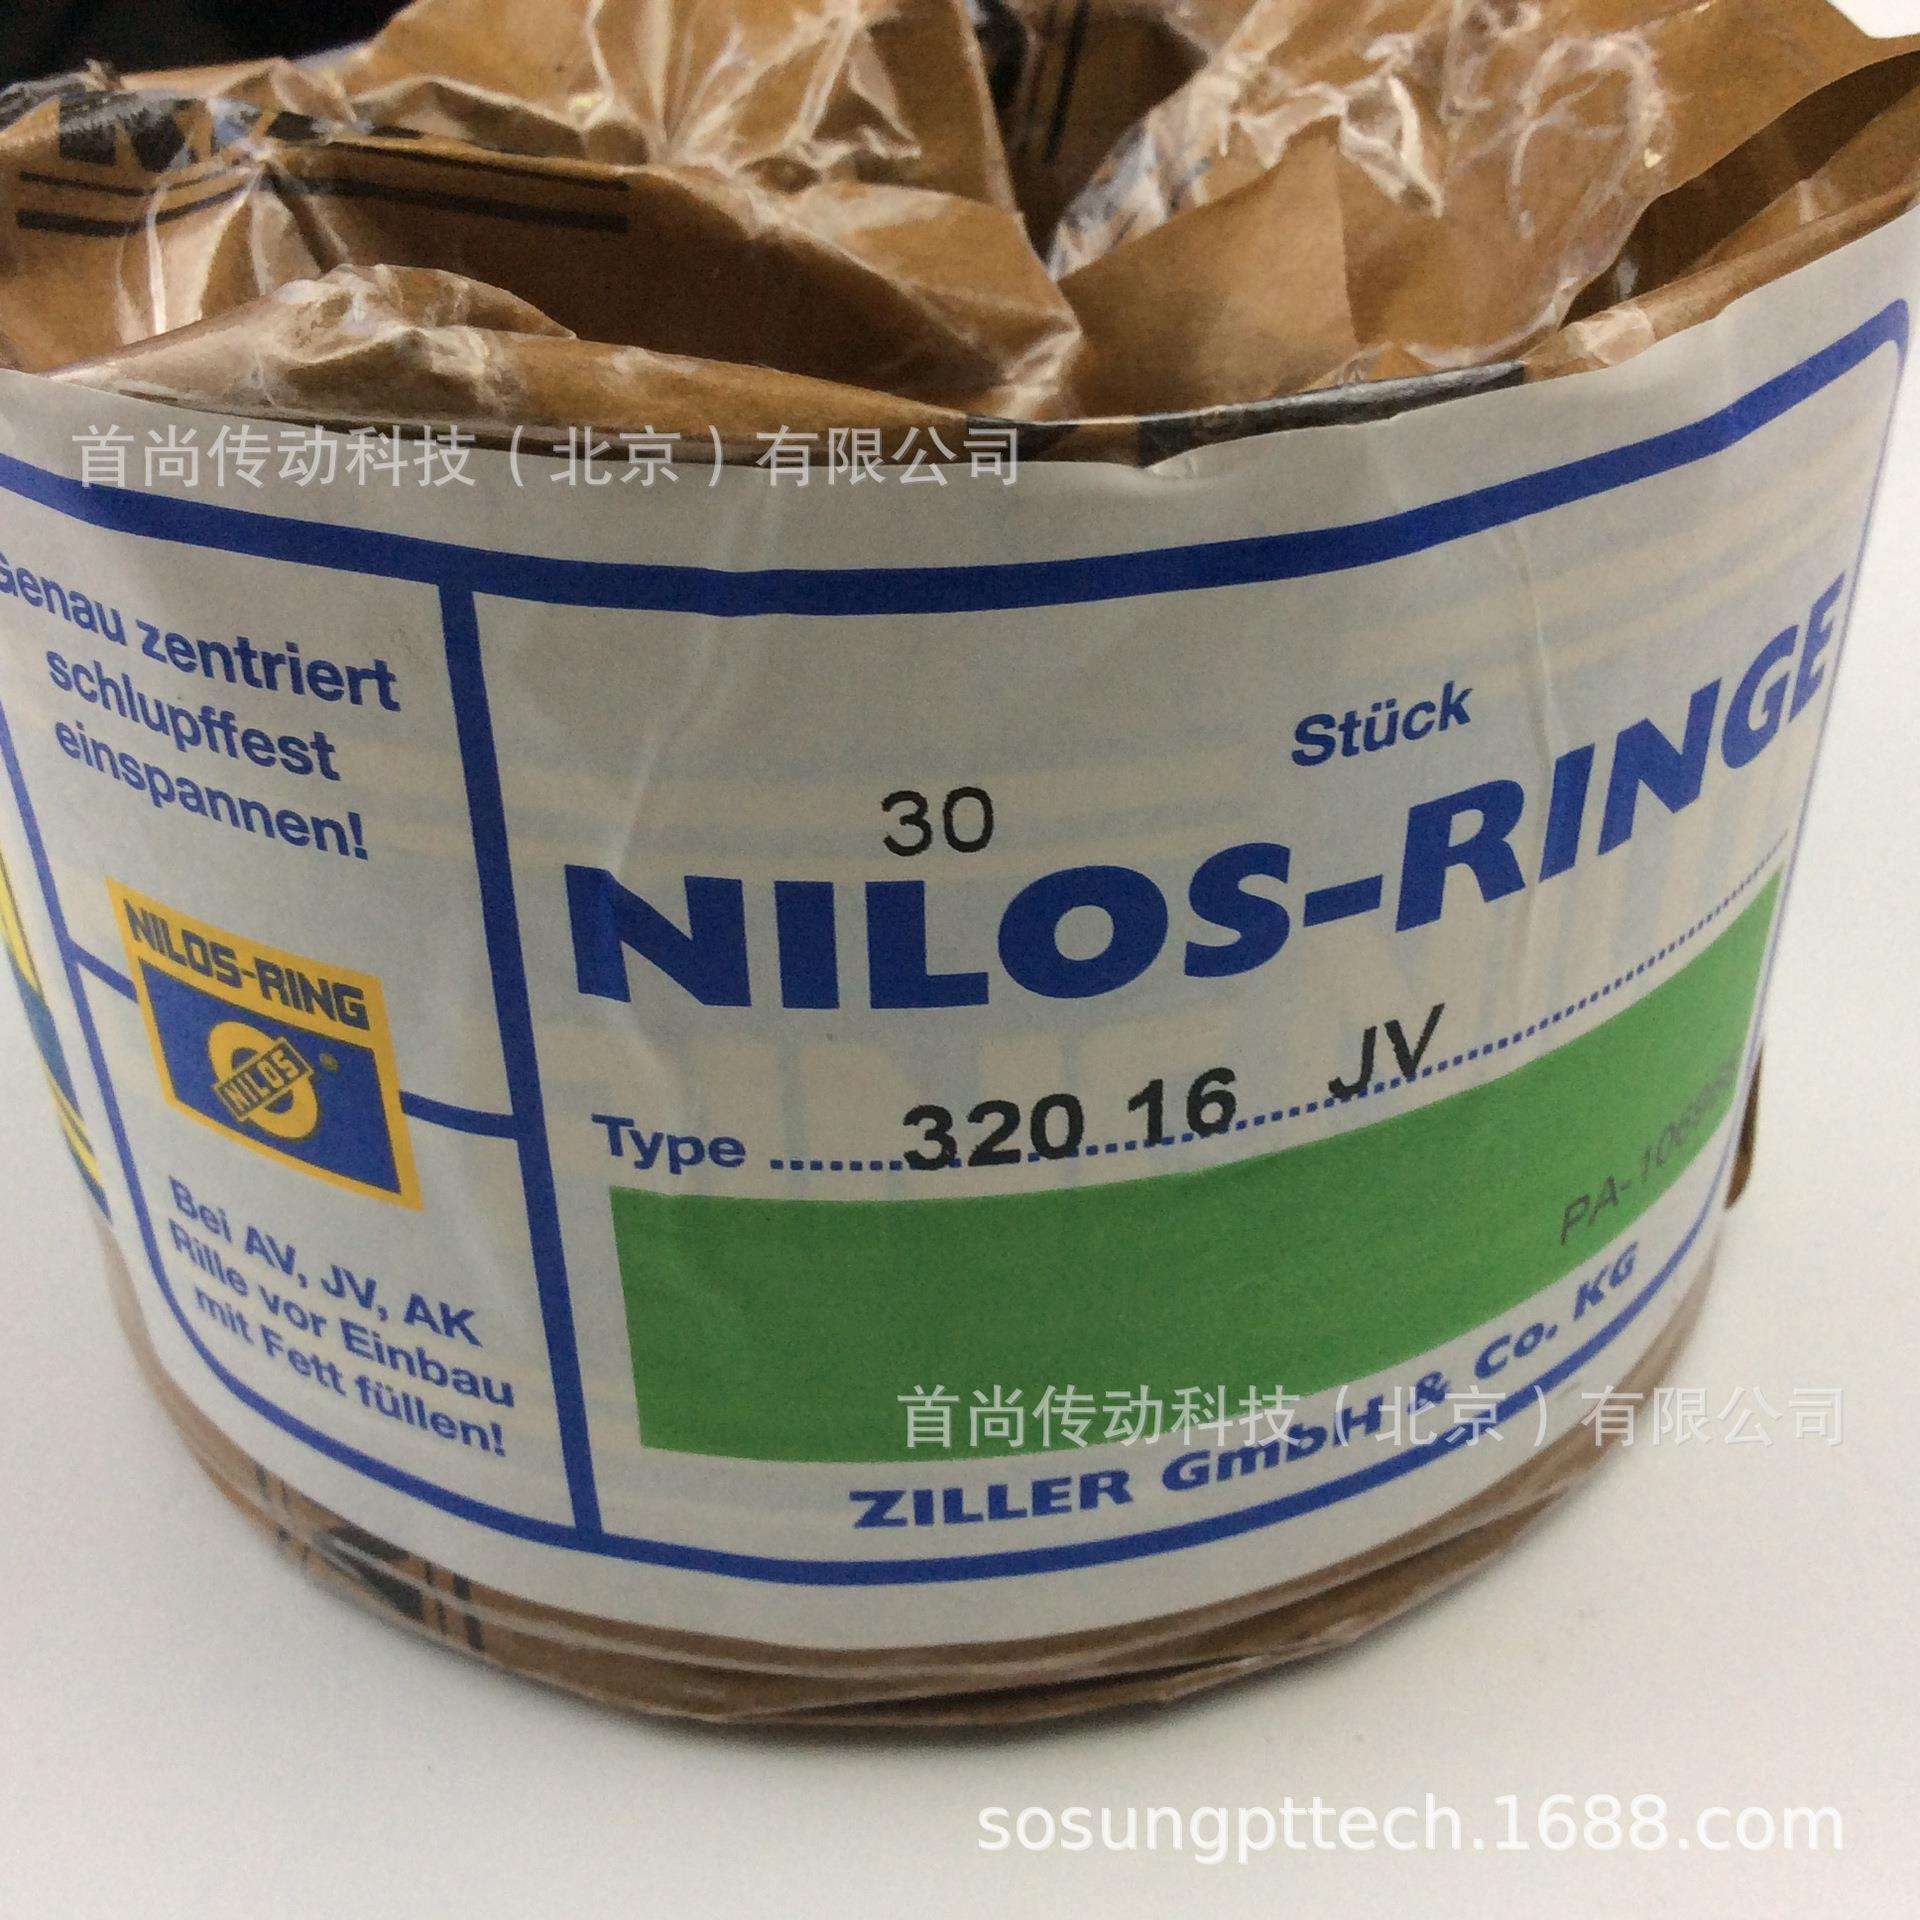 首尚传动科技（北京）有限公司
Genau zentriert
schlupffest
einspannen!
NILOS-RING
NILOS
®
Bei AV, JV, AK
Rille vor Einbau
mit Fett füllen!
30 Stück
NILOS-RINGE
Type 320 16 JV
首尚传动科技（北京）有限公司
ZILLER GmbH & Co. KG
sosungpttech.1688.com